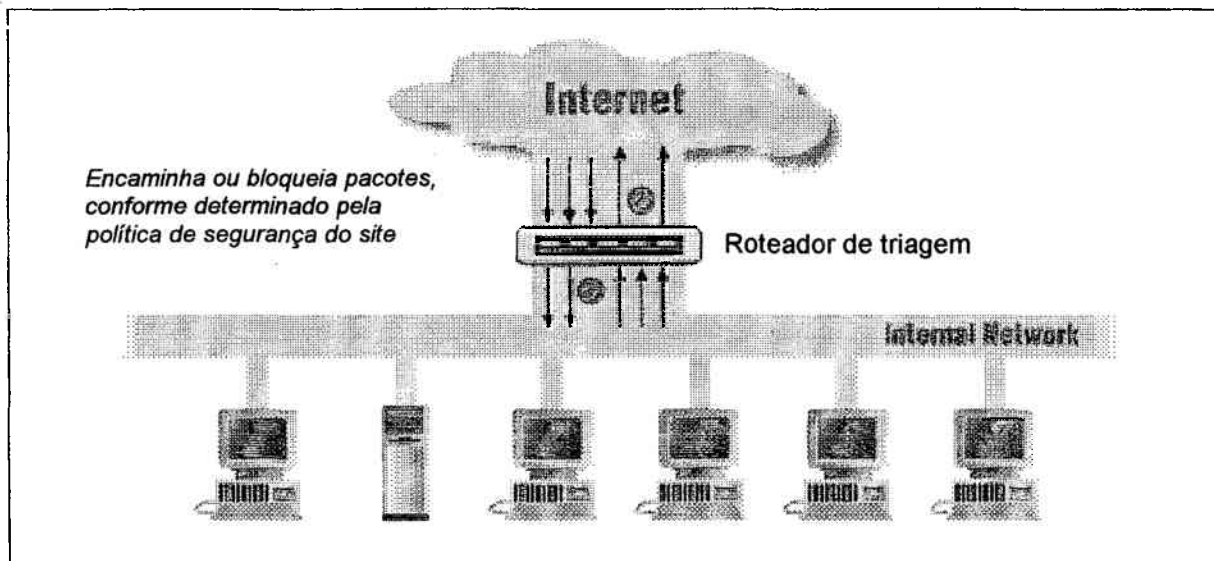 Internet
Encaminha ou bloqueia pacotes,
conforme determinado pela
política de segurança do site
Roteador de triagem
Internal Network